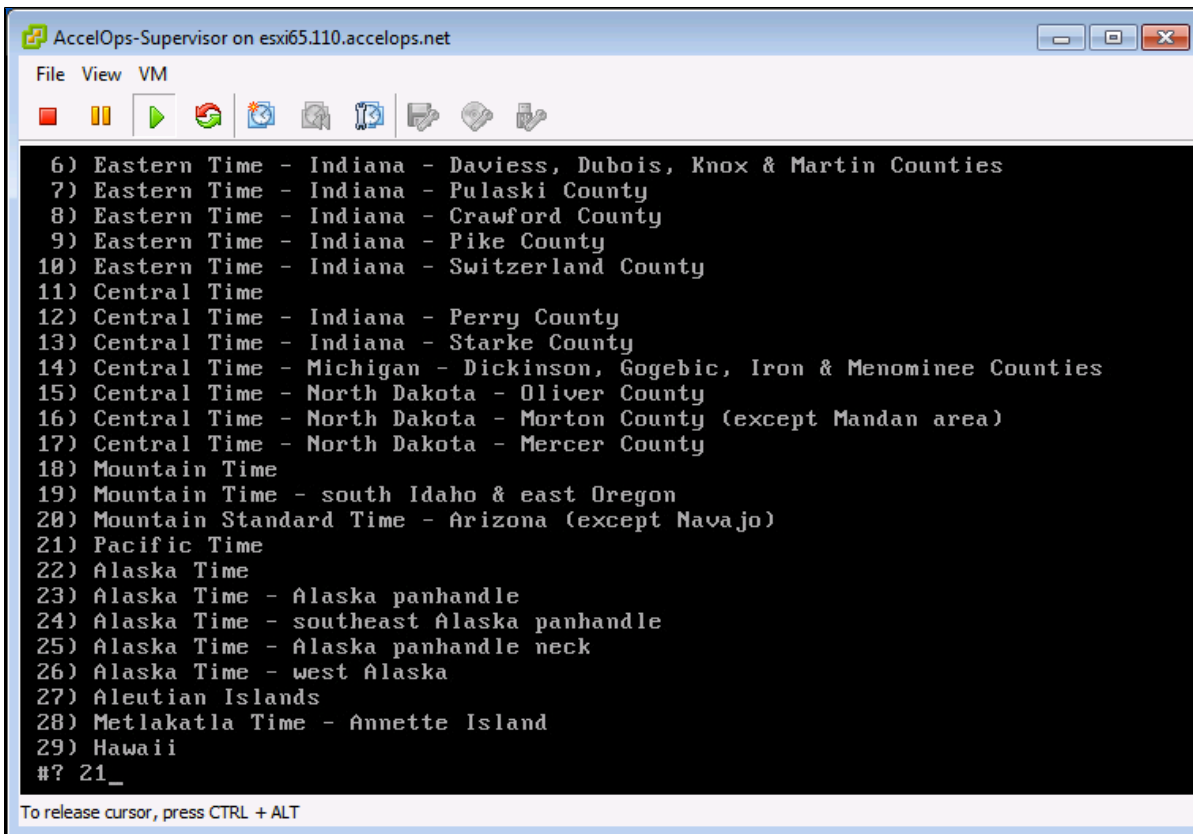 AccelOps-Supervisor on esxi65.110.accelops.net
File View VM
6) Eastern Time - Indiana - Daviess, Dubois, Knox & Martin Counties
7) Eastern Time - Indiana - Pulaski County
8) Eastern Time - Indiana - Crawford County
9) Eastern Time - Indiana - Pike County
10) Eastern Time - Indiana - Switzerland County
11) Central Time
12) Central Time - Indiana - Perry County
13) Central Time - Indiana - Starke County
14) Central Time - Michigan - Dickinson, Gogebic, Iron & Menominee Counties
15) Central Time - North Dakota - Oliver County
16) Central Time - North Dakota - Morton County (except Mandan area)
17) Central Time - North Dakota - Mercer County
18) Mountain Time
19) Mountain Time - south Idaho & east Oregon
20) Mountain Standard Time - Arizona (except Navajo)
21) Pacific Time
22) Alaska Time
23) Alaska Time - Alaska panhandle
24) Alaska Time - southeast Alaska panhandle
25) Alaska Time - Alaska panhandle neck
26) Alaska Time - west Alaska
27) Aleutian Islands
28) Metlakatla Time - Annette Island
29) Hawaii
#? 21_
To release cursor, press CTRL + ALT